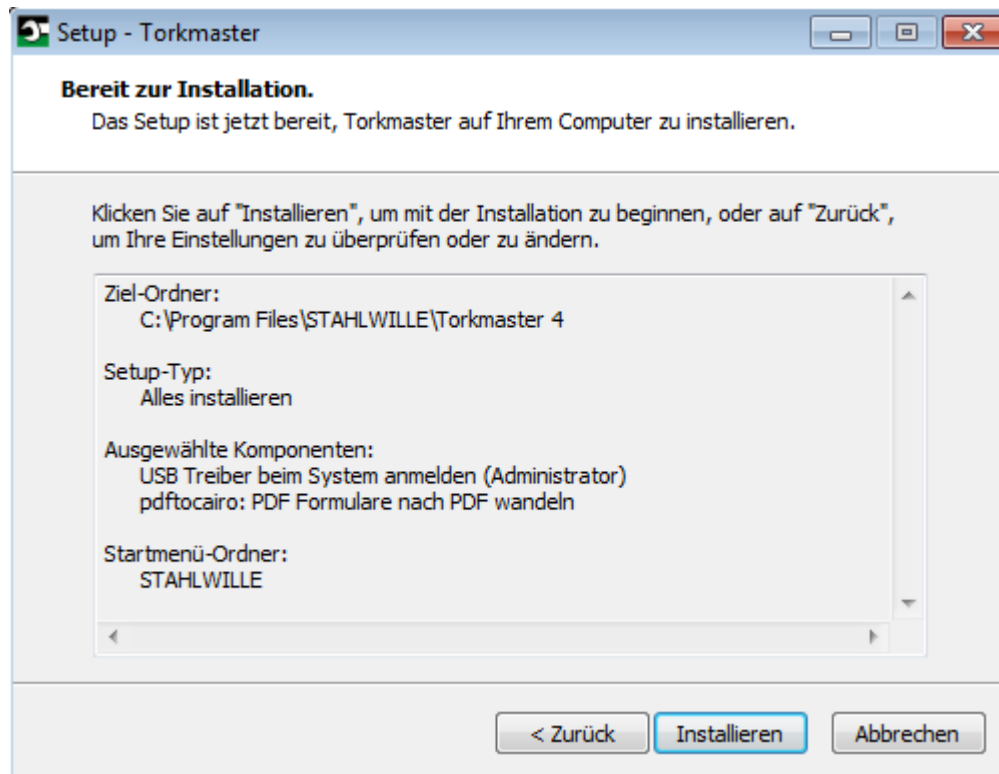 Setup - Torkmaster
Bereit zur Installation.
Das Setup ist jetzt bereit, Torkmaster auf Ihrem Computer zu installieren.
Klicken Sie auf "Installieren", um mit der Installation zu beginnen, oder auf "Zurück",
um Ihre Einstellungen zu überprüfen oder zu ändern.
Ziel-Ordner:
C:\Program Files\STAHLWILLE\Torkmaster 4
Setup-Typ:
Alles installieren
Ausgewählte Komponenten:
USB Treiber beim System anmelden (Administrator)
pdftocairo: PDF Formulare nach PDF wandeln
Startmenü-Ordner:
STAHLWILLE
< Zurück Installieren Abbrechen